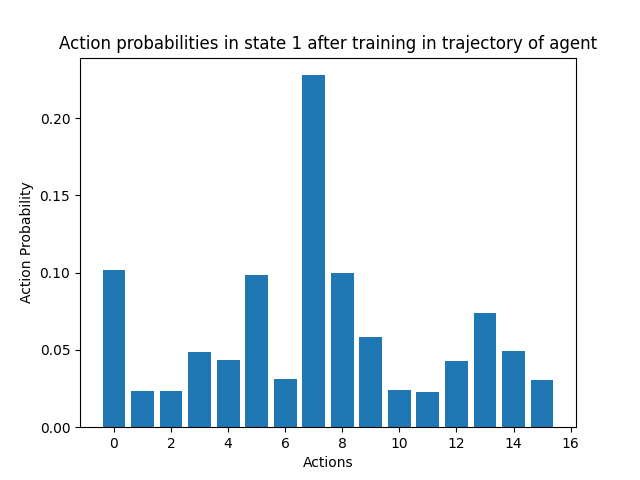 Action probabilities in state 1 after training in trajectory of agent
0.20
0.15
0.10
0.05
0.00
Action Probability
0 2 4 6 8 10 12 14 16
Actions